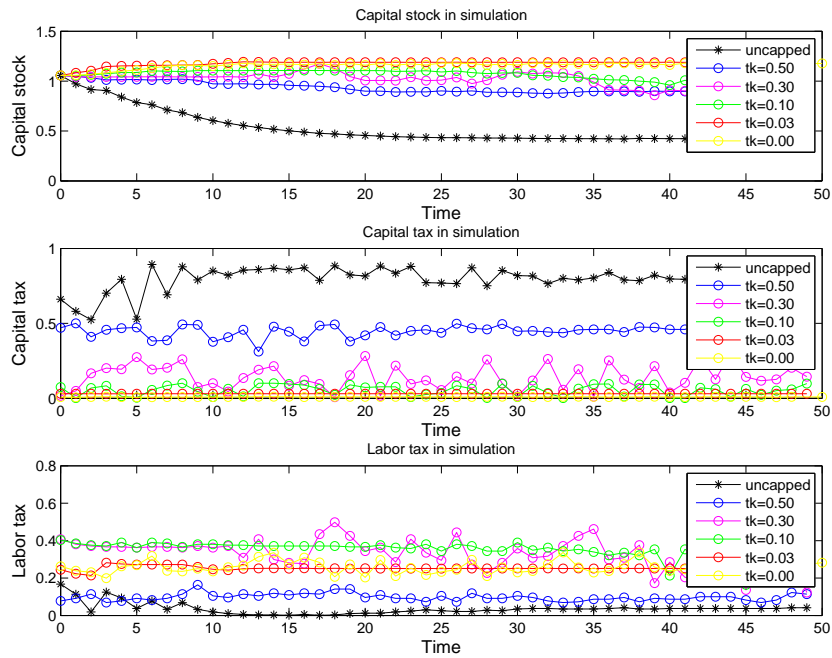 Capital stock in simulation
1.5
1
0.5
0
Capital stock
0 5 10 15 20 25 30 35 40 45 50
Time
uncapped
tk=0.50
tk=0.30
tk=0.10
tk=0.03
tk=0.00
Capital tax in simulation
1
0.5
0
Capital tax
0 5 10 15 20 25 30 35 40 45 50
Time
uncapped
tk=0.50
tk=0.30
tk=0.10
tk=0.03
tk=0.00
Labor tax in simulation
0.8
0.6
0.4
0.2
0
Labor tax
0 5 10 15 20 25 30 35 40 45 50
Time
uncapped
tk=0.50
tk=0.30
tk=0.10
tk=0.03
tk=0.00